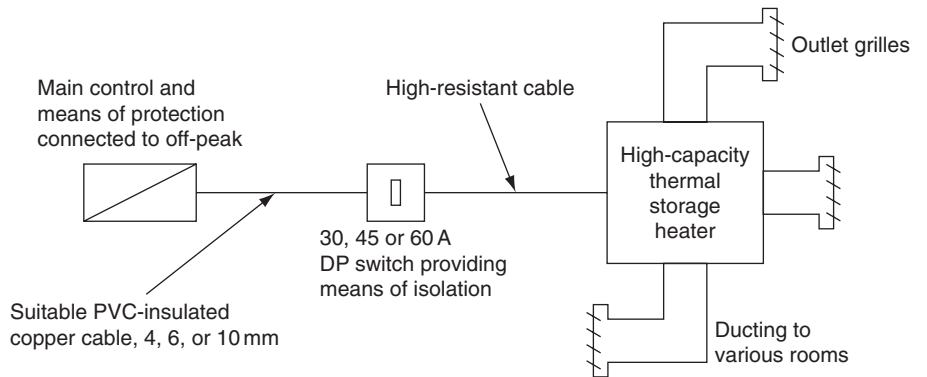 Main control and
means of protection
connected to off-peak
High-resistant cable
Outlet grilles
High-capacity
thermal
storage
heater
30, 45 or 60 A
DP switch providing
means of isolation
Suitable PVC-insulated
copper cable, 4, 6, or 10 mm
Ducting to
various rooms